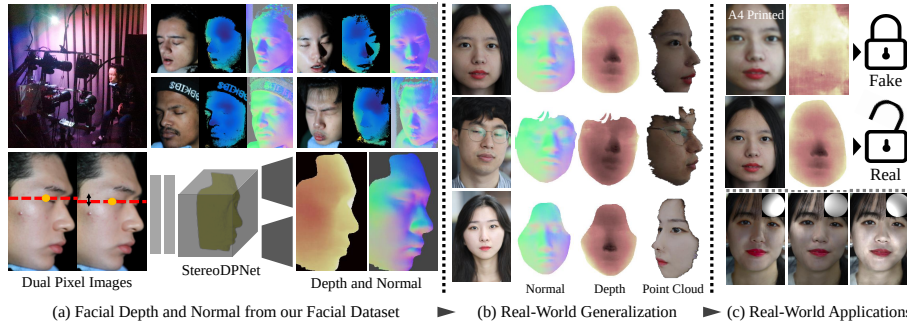 A4 Printed
Fake
Real
StereoDPNet
Dual Pixel Images
Depth and Normal
Normal
Depth
Point Cloud
(a) Facial Depth and Normal from our Facial Dataset
(b) Real-World Generalization
(c) Real-World Applications